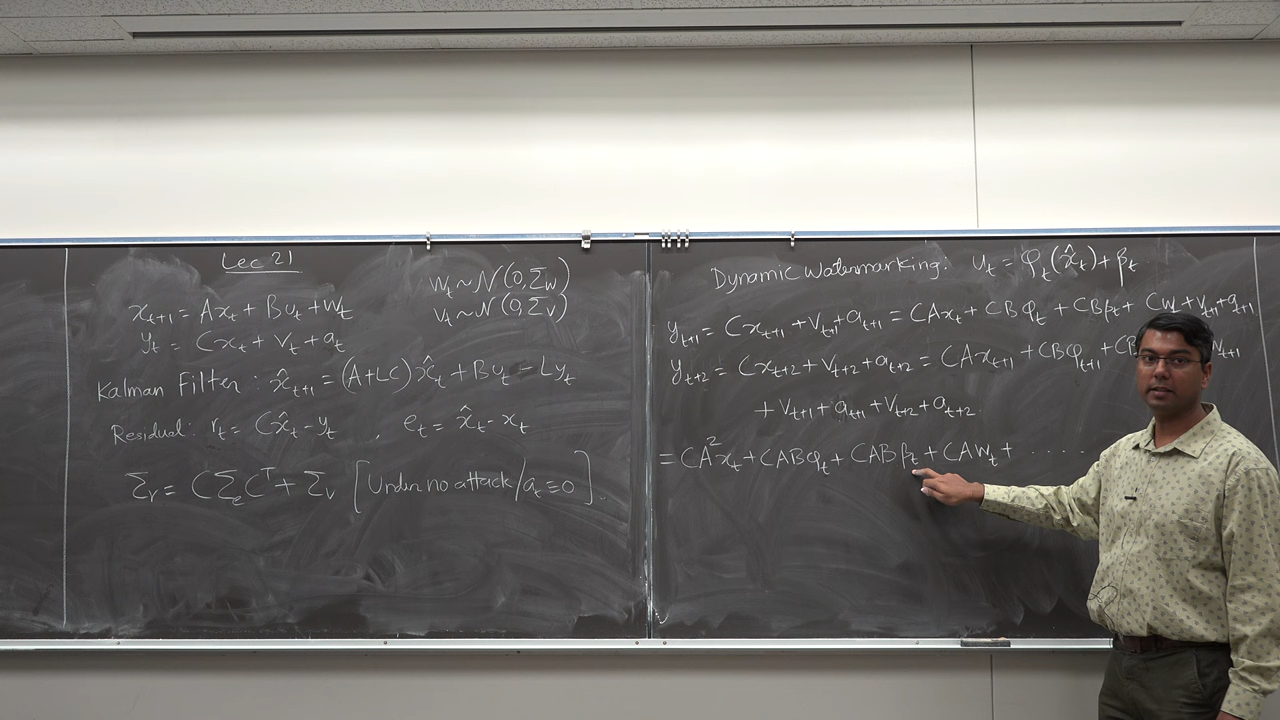 Lec 21
x_{t+1} = Ax_t + Bu_t + w_t
y_t = Cx_t + v_t + a_t
w_t ~ N(0, Σ_w)
v_t ~ N(0, Σ_v)
Kalman Filter : x̂_{t+1} = (A+LC) x̂_t + Bu_t - Ly_t
Residual: r_t = Cx̂_t - y_t , e_t = x̂_t - x_t
Σ_r = CΣ_eC^T + Σ_v [Under no attack/a_t = 0]..
Dynamic Watermarking: u_t = φ_t(x̂_t) + β_t
y_{t+1} = Cx_{t+1} + v_{t+1} + a_{t+1} = CAx_t + CBφ_t + CBβ_t + Cw_t + v_{t+1} + a_{t+1}
y_{t+2} = Cx_{t+2} + v_{t+2} + a_{t+2} = CAx_{t+1} + CBφ_{t+1} + CB
+ v_{t+1} + a_{t+1} + v_{t+2} + a_{t+2}
= CA²x_t + CABφ_t + CABβ_t + CAw_t + .....